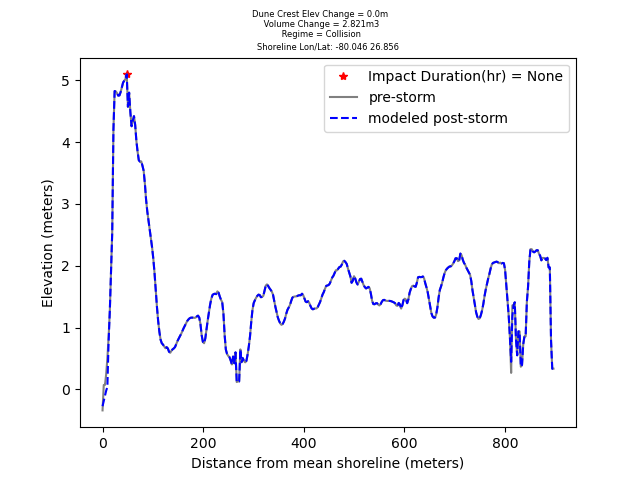 Dune Crest Elev Change = 0.0m
Volume Change = 2.821m3
Regime = Collision
Shoreline Lon/Lat: -80.046 26.856
Impact Duration(hr) = None
pre-storm
modeled post-storm
Elevation (meters)
5
4
3
2
1
0
0 200 400 600 800
Distance from mean shoreline (meters)